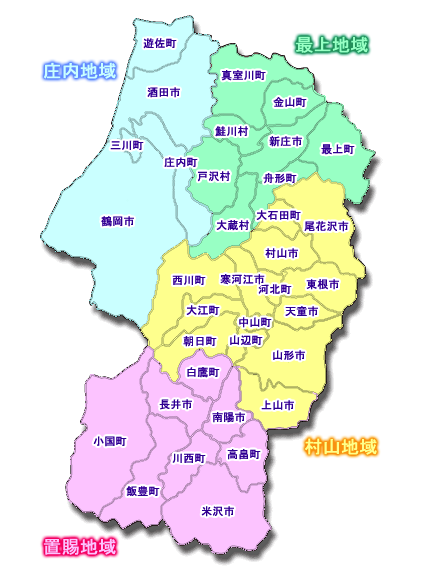 遊佐町
最上地域
庄内地域
真室川町
酒田市
金山町
鮭川村
新庄市
三川町
最上町
庄内町
戸沢村
舟形町
鶴岡市
大石田町
大蔵村
尾花沢市
村山市
西川町
寒河江市
東根市
河北町
大江町
天童市
中山町
朝日町
山辺町
山形市
白鷹町
長井市
上山市
南陽市
小国町
村山地域
川西町
高畠町
飯豊町
米沢市
置賜地域